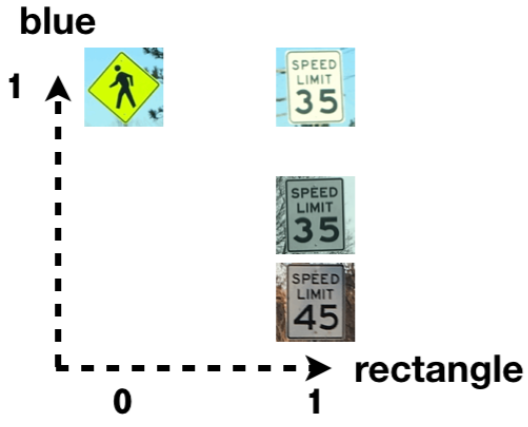 blue
1
SPEED
LIMIT
35
SPEED
LIMIT
35
SPEED
LIMIT
45
rectangle
0
1